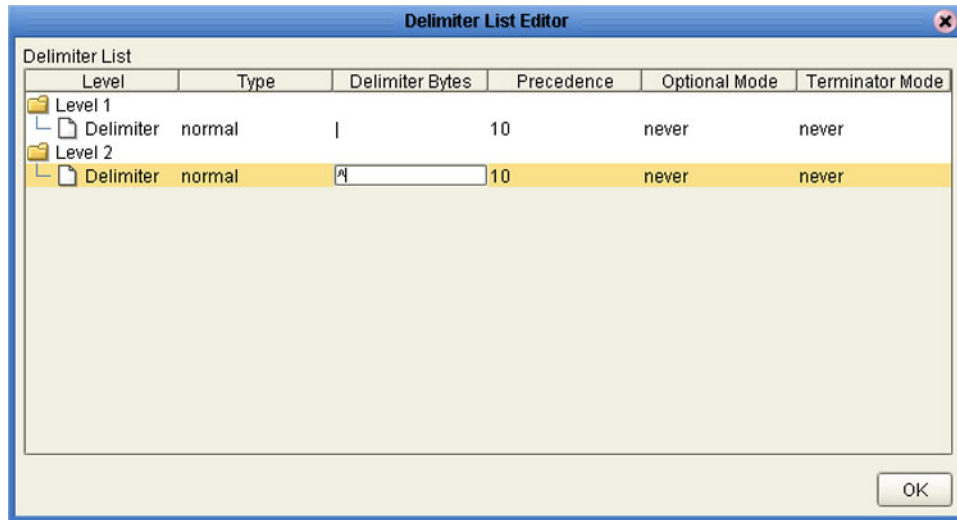 Delimiter List Editor
Delimiter List
Level Type Delimiter Bytes Precedence Optional Mode Terminator Mode
Level 1
Delimiter normal | 10 never never
Level 2
Delimiter normal ^ 10 never never
OK